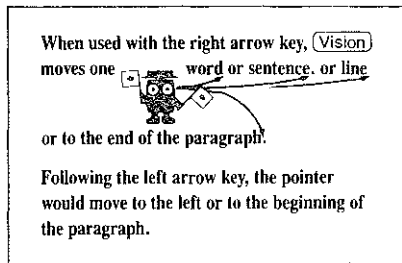 When used with the right arrow key, Vision
moves one word or sentence. or line
or to the end of the paragraph.
Following the left arrow key, the pointer
would move to the left or to the beginning of
the paragraph.